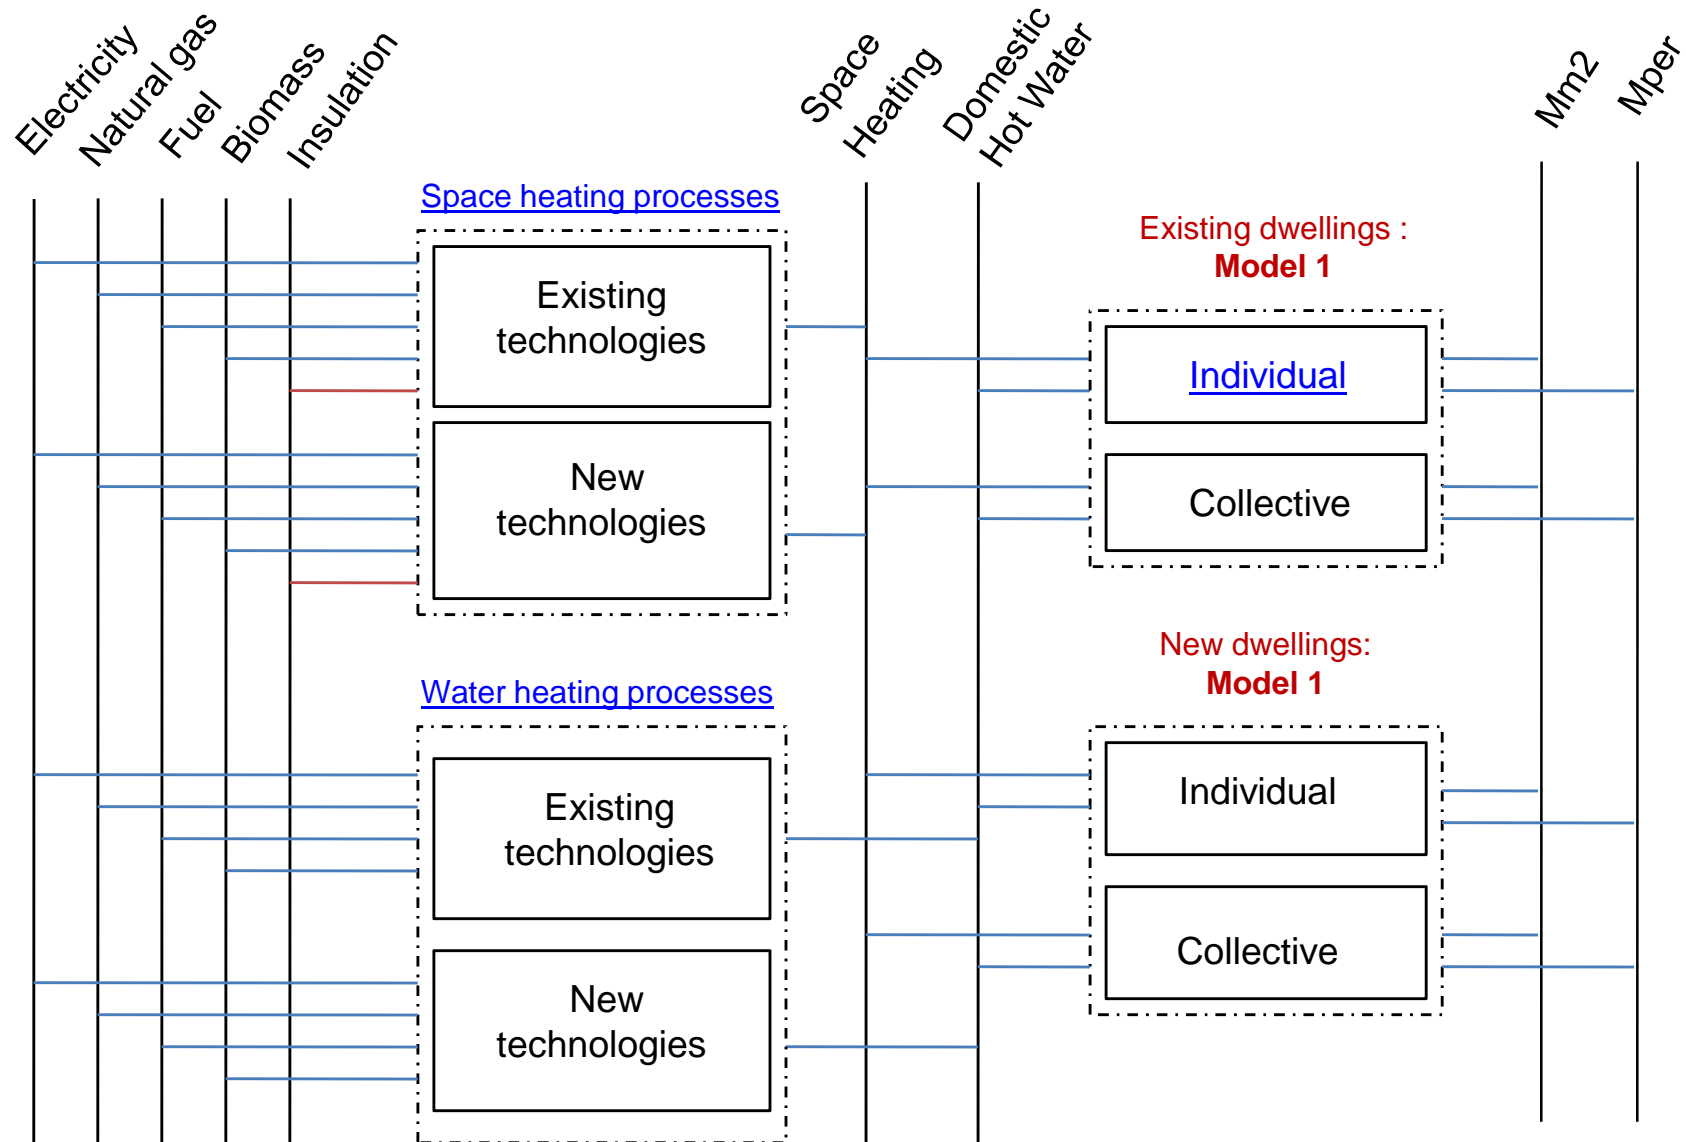 Electricity
Natural gas
Fuel
Biomass
Insulation
Space
Heating
Domestic
Hot Water
Mm2
Mper
Space heating processes
Existing
technologies
New
technologies
Existing dwellings :
Model 1
Individual
Collective
Water heating processes
Existing
technologies
New
technologies
New dwellings:
Model 1
Individual
Collective